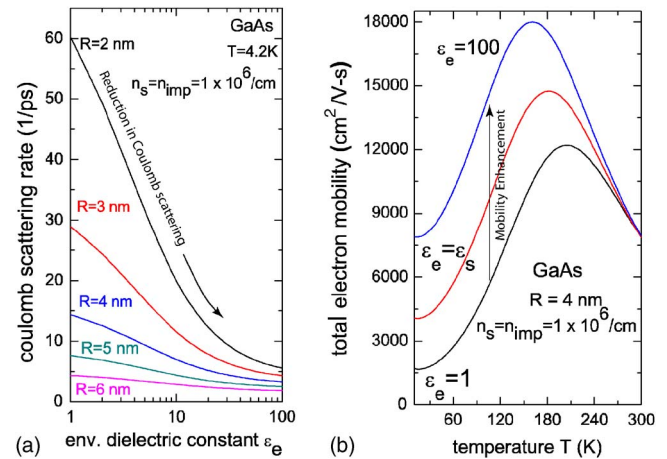 GaAs
T=4.2K
n_s=n_imp=1 x 10^6/cm
R=2 nm
Reduction in Coulomb scattering
R=3 nm
R=4 nm
R=5 nm
R=6 nm
60
50
40
30
20
10
0
1
10
100
coulomb scattering rate (1/ps)
env. dielectric constant ε_e
(a)
18000
15000
12000
9000
6000
3000
0
60
120
180
240
300
total electron mobility (cm^2/V-s)
temperature T (K)
ε_e=100
ε_e=ε_s
ε_e=1
Mobility Enhancement
GaAs
R = 4 nm
n_s=n_imp=1 x 10^6/cm
(b)